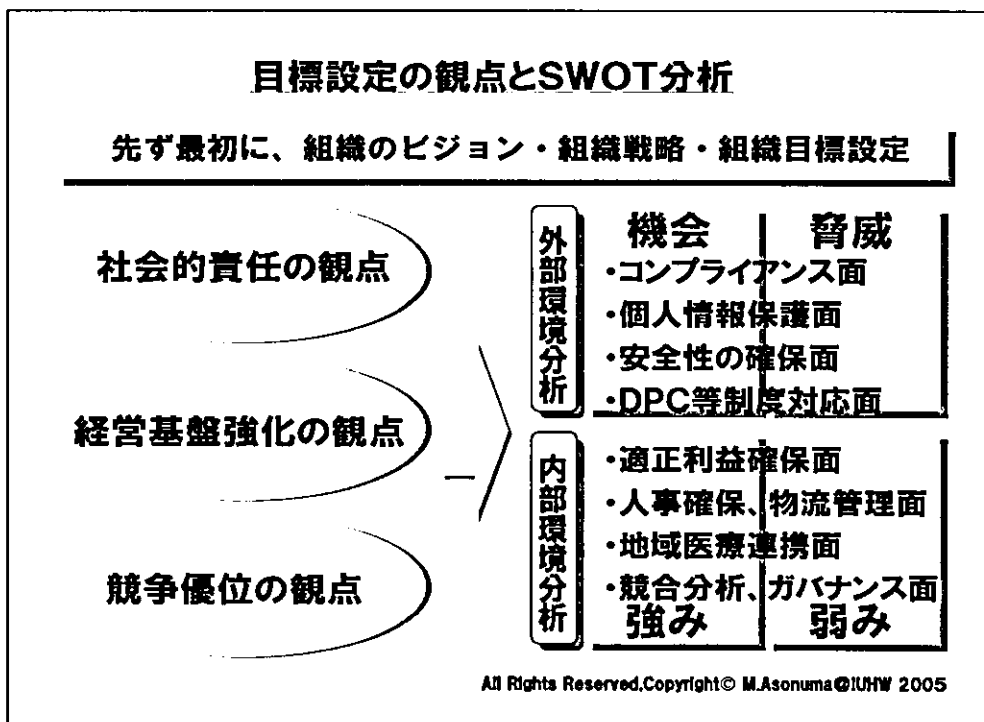 目標設定の観点とSWOT分析
先ず最初に、組織のビジョン・組織戦略・組織目標設定
社会的責任の観点
経営基盤強化の観点
競争優位の観点
外部環境分析
機会 脅威
・コンプライアンス面
・個人情報保護面
・安全性の確保面
・DPC等制度対応面
内部環境分析
・適正利益確保面
・人事確保、物流管理面
・地域医療連携面
・競合分析、ガバナンス面
強み 弱み
All Rights Reserved,Copyright© M.Asonuma@IUHW 2005